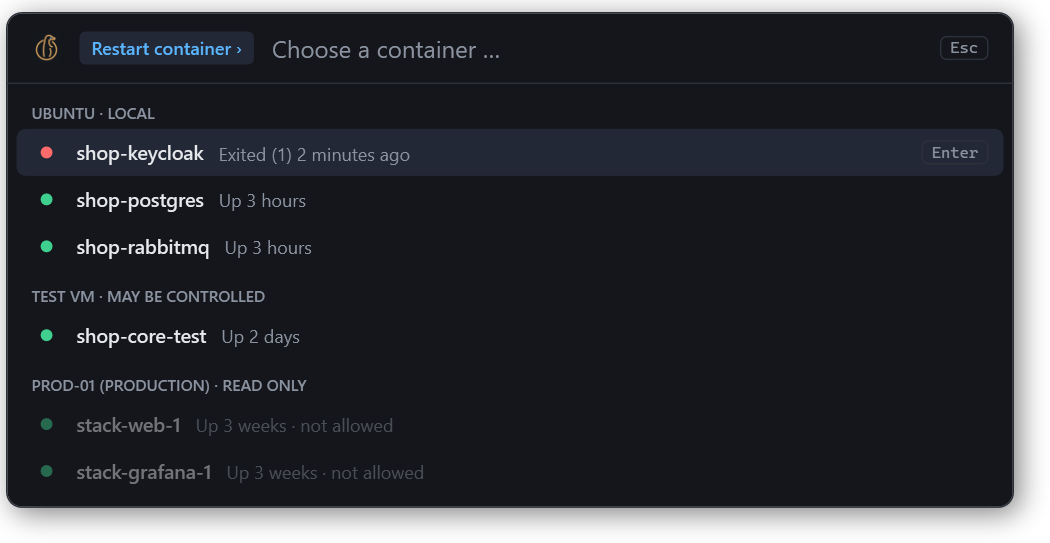 Restart container › Choose a container ... Esc
UBUNTU · LOCAL
shop-keycloak Exited (1) 2 minutes ago Enter
shop-postgres Up 3 hours
shop-rabbitmq Up 3 hours
TEST VM · MAY BE CONTROLLED
shop-core-test Up 2 days
PROD-01 (PRODUCTION) · READ ONLY
stack-web-1 Up 3 weeks · not allowed
stack-grafana-1 Up 3 weeks · not allowed